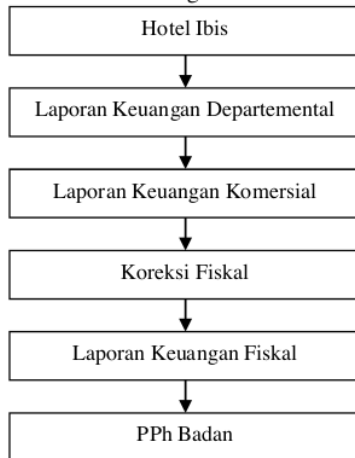 Hotel Ibis
Laporan Keuangan Departemental
Laporan Keuangan Komersial
Koreksi Fiskal
Laporan Keuangan Fiskal
PPh Badan